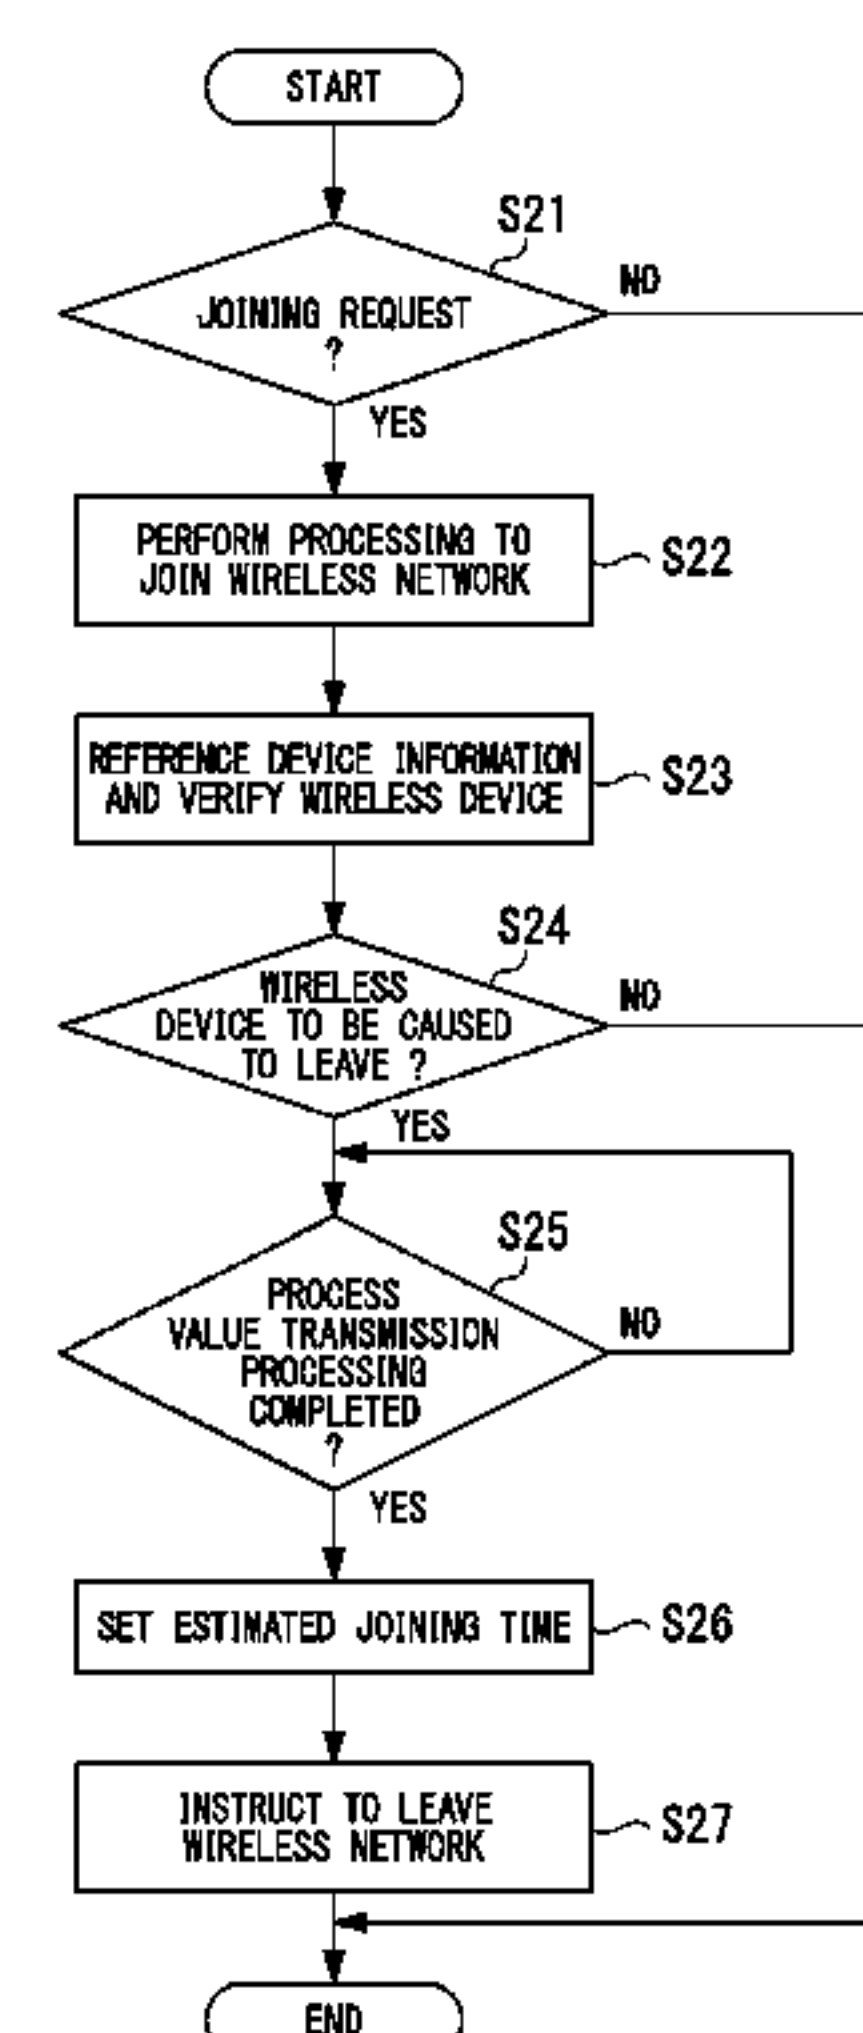 START
S21
NO
JOINING REQUEST
?
YES
PERFORM PROCESSING TO
JOIN WIRELESS NETWORK
S22
REFERENCE DEVICE INFORMATION
AND VERIFY WIRELESS DEVICE
S23
S24
WIRELESS
DEVICE TO BE CAUSED
TO LEAVE ?
NO
YES
S25
PROCESS
VALUE TRANSMISSION
PROCESSING
COMPLETED
?
NO
YES
SET ESTIMATED JOINING TIME
S26
INSTRUCT TO LEAVE
WIRELESS NETWORK
S27
END